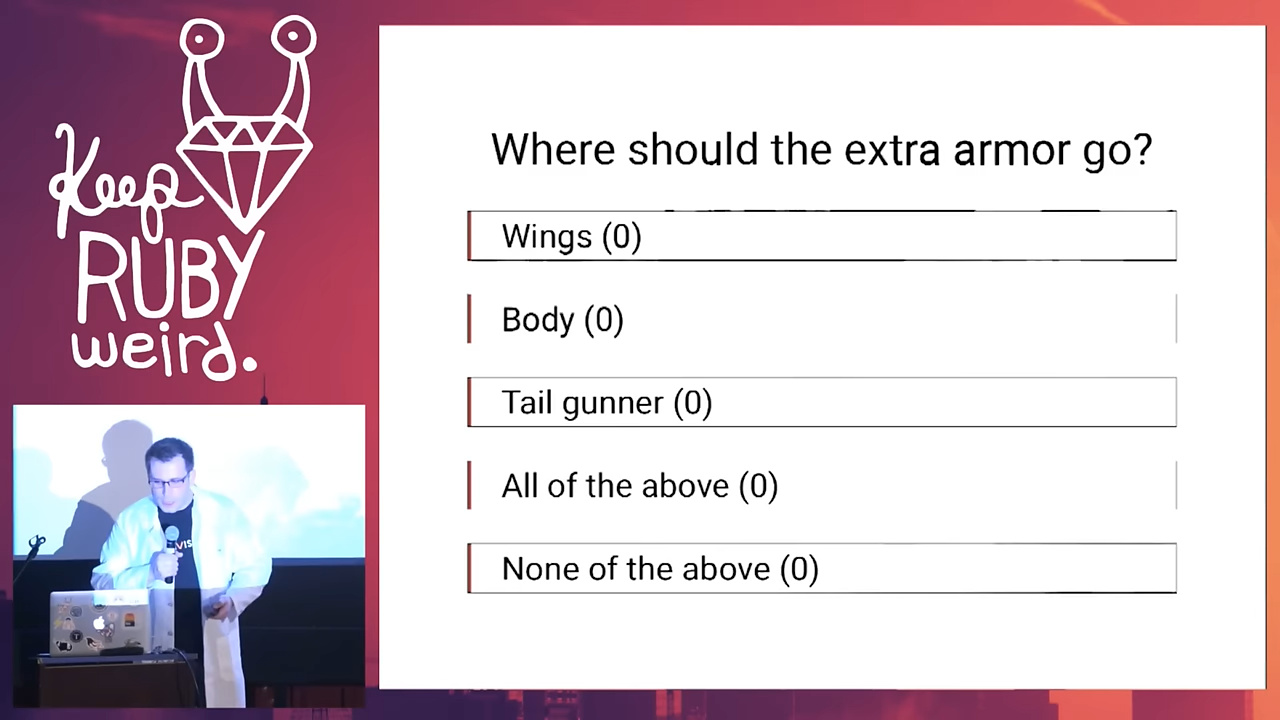 Keep
RUBY
weird.
Where should the extra armor go?
Wings (0)
Body (0)
Tail gunner (0)
All of the above (0)
None of the above (0)
VIS